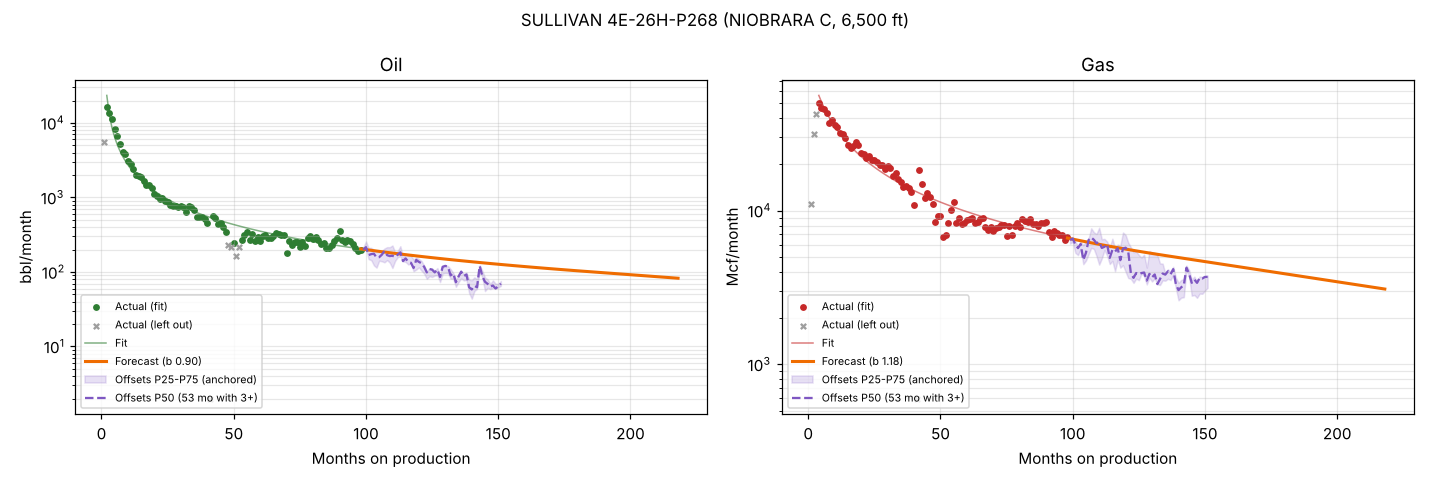 SULLIVAN 4E-26H-P268 (NIOBRARA C, 6,500 ft)
Oil
bbl/month
10⁴
10³
10²
10¹
Actual (fit)
Actual (left out)
Fit
Forecast (b 0.90)
Offsets P25-P75 (anchored)
Offsets P50 (53 mo with 3+)
0 50 100 150 200
Months on production
Gas
Mcf/month
10⁴
10³
Actual (fit)
Actual (left out)
Fit
Forecast (b 1.18)
Offsets P25-P75 (anchored)
Offsets P50 (53 mo with 3+)
0 50 100 150 200
Months on production